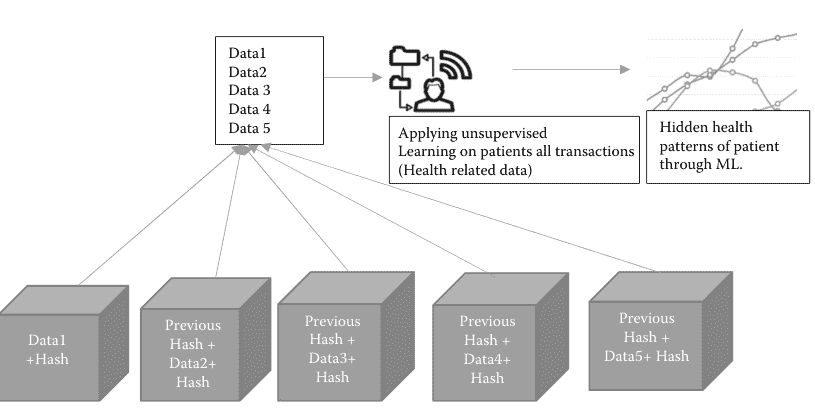 Data1
Data2
Data 3
Data 4
Data 5
Applying unsupervised
Learning on patients all transactions
(Health related data)
Hidden health
patterns of patient
through ML.
Data1
+Hash
Previous
Hash +
Data2+
Hash
Previous
Hash +
Data3+
Hash
Previous
Hash +
Data4+
Hash
Previous
Hash +
Data5+ Hash